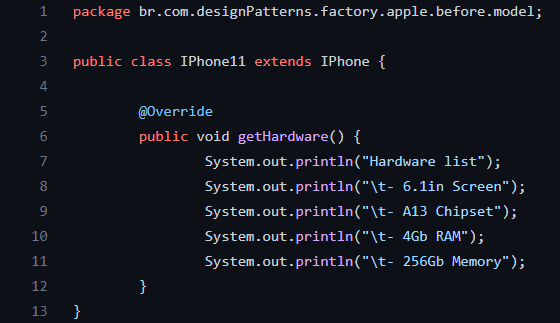 1 package br.com.designPatterns.factory.apple.before.model;
2
3 public class IPhone11 extends IPhone {
4
5 @Override
6 public void getHardware() {
7 System.out.println("Hardware list");
8 System.out.println("\t- 6.1in Screen");
9 System.out.println("\t- A13 Chipset");
10 System.out.println("\t- 4Gb RAM");
11 System.out.println("\t- 256Gb Memory");
12 }
13 }